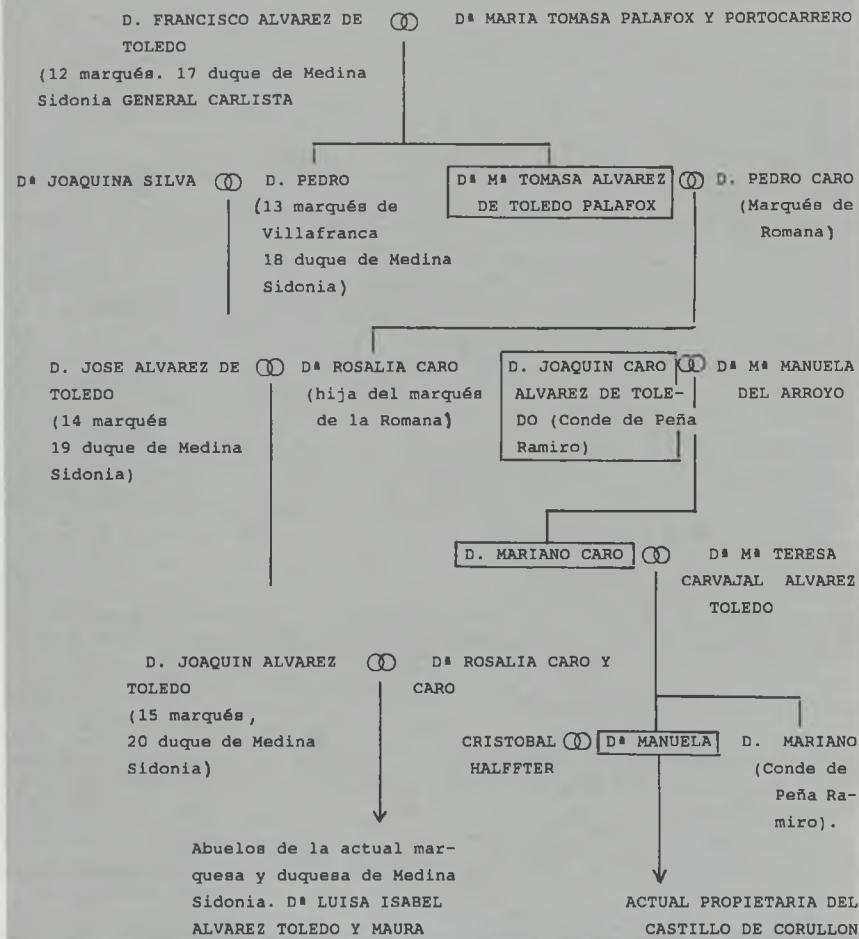 D. FRANCISCO ALVAREZ DE
TOLEDO
(12 marqués. 17 duque de Medina
Sidonia GENERAL CARLISTA
Dª MARIA TOMASA PALAFOX Y PORTOCARRERO
Dª JOAQUINA SILVA
D. PEDRO
(13 marqués de
Villafranca
18 duque de Medina
Sidonia)
Dª Mª TOMASA ALVAREZ
DE TOLEDO PALAFOX
D. PEDRO CARO
(Marqués de
Romana)
D. JOSE ALVAREZ DE
TOLEDO
(14 marqués
19 duque de Medina
Sidonia)
Dª ROSALIA CARO
(hija del marqués
de la Romana)
D. JOAQUIN CARO
ALVAREZ DE TOLE-
DO (Conde de Peña
Ramiro)
Dª Mª MANUELA
DEL ARROYO
D. MARIANO CARO
Dª Mª TERESA
CARVAJAL ALVAREZ
TOLEDO
D. JOAQUIN ALVAREZ
TOLEDO
(15 marqués,
20 duque de Medina
Sidonia)
Dª ROSALIA CARO Y
CARO
CRISTOBAL
HALFFTER
Dª MANUELA
D. MARIANO
(Conde de
Peña Ra-
miro).
Abuelos de la actual mar-
quesa y duquesa de Medina
Sidonia. Dª LUISA ISABEL
ALVAREZ TOLEDO Y MAURA
ACTUAL PROPIETARIA DEL
CASTILLO DE CORULLON